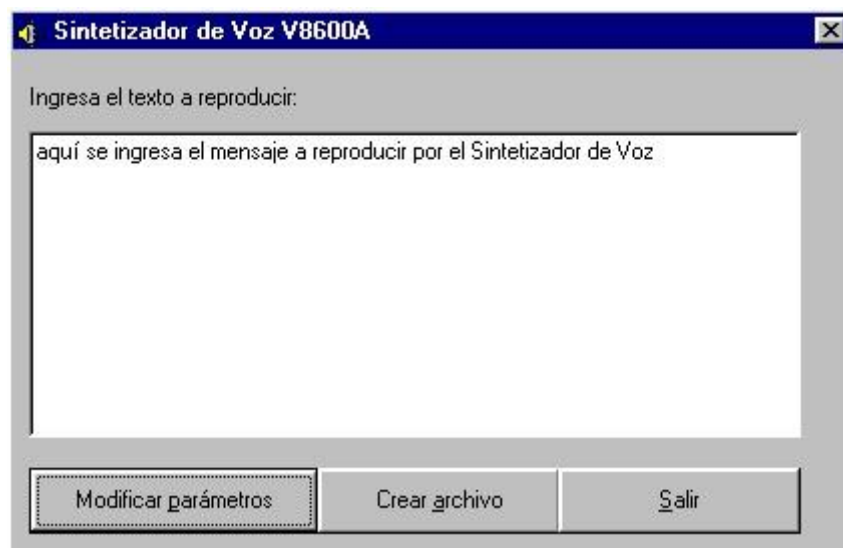 Sintetizador de Voz V8600A
Ingresa el texto a reproducir:
aquí se ingresa el mensaje a reproducir por el Sintetizador de Voz
Modificar parámetros
Crear archivo
Salir